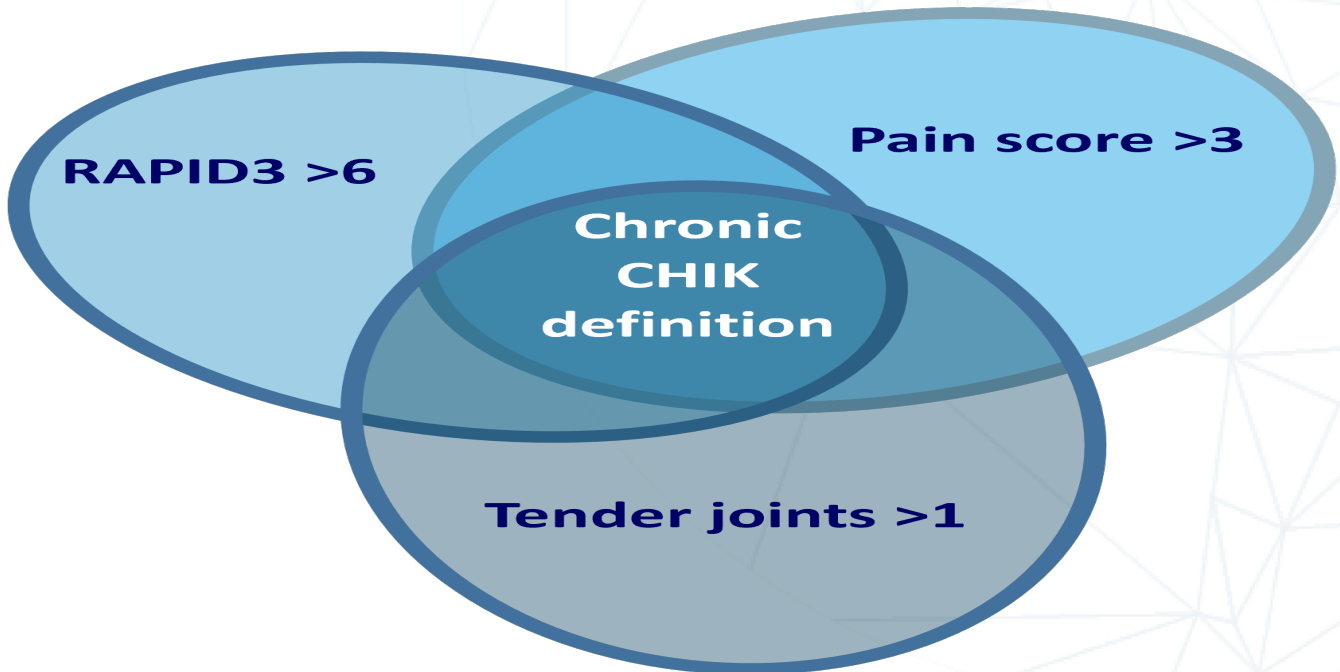 RAPID3 >6
Pain score >3
Chronic
CHIK
definition
Tender joints >1